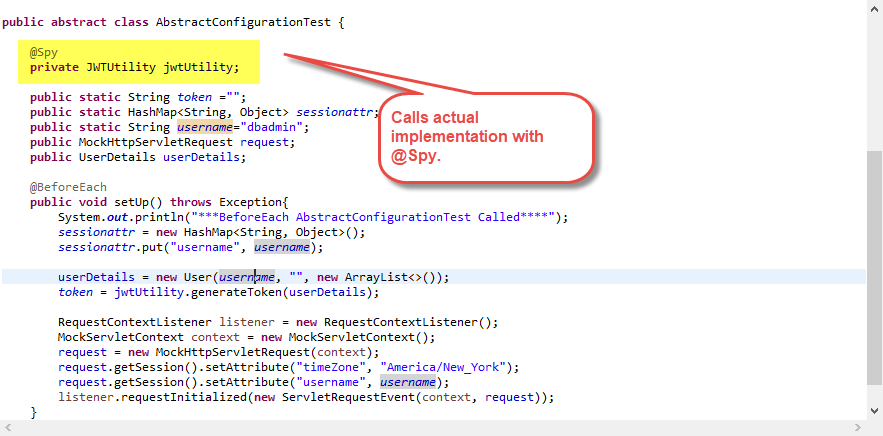 public abstract class AbstractConfigurationTest {
@Spy
private JWTUtility jwtUtility;
public static String token ="";
public static HashMap<String, Object> sessionattr;
public static String username="dbadmin";
public MockHttpServletRequest request;
public UserDetails userDetails;
Calls actual
implementation with
@Spy.
@BeforeEach
public void setUp() throws Exception{
System.out.println("***BeforeEach AbstractConfigurationTest Called****");
sessionattr = new HashMap<String, Object>();
sessionattr.put("username", username);
userDetails = new User(username, "", new ArrayList<>());
token = jwtUtility.generateToken(userDetails);
RequestContextListener listener = new RequestContextListener();
MockServletContext context = new MockServletContext();
request = new MockHttpServletRequest(context);
request.getSession().setAttribute("timeZone", "America/New_York");
request.getSession().setAttribute("username", username);
listener.requestInitialized(new ServletRequestEvent(context, request));
}